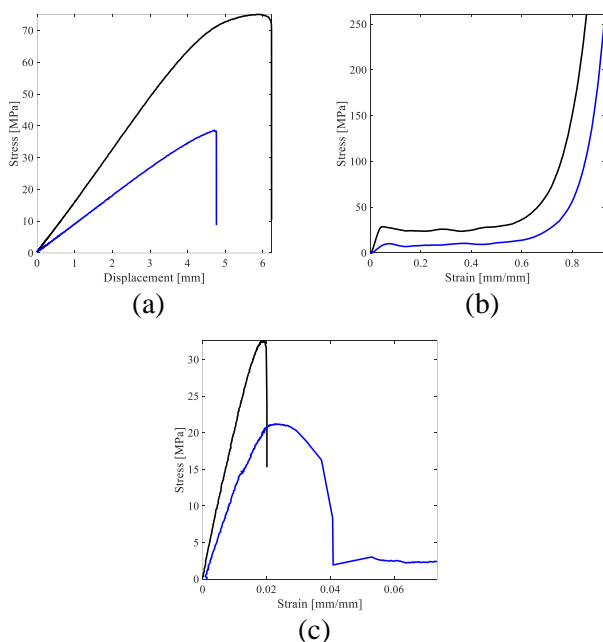 70
60
50
40
30
20
10
0
Stress [MPa]
0 1 2 3 4 5 6
Displacement [mm]
(a)
250
200
150
100
50
0
Stress [MPa]
0 0.2 0.4 0.6 0.8
Strain [mm/mm]
(b)
30
25
20
15
10
5
0
Stress [MPa]
0 0.02 0.04 0.06
Strain [mm/mm]
(c)